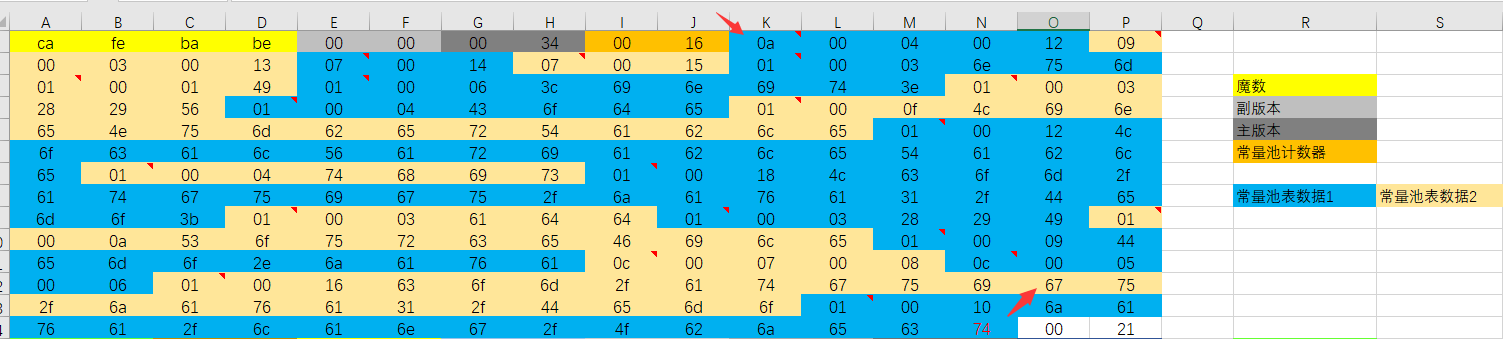 A B C D E F G H I J K L M N O P Q R S
ca fe ba be 00 00 00 34 00 16 0a 00 04 00 12 09
00 03 00 13 07 00 14 07 00 15 01 00 03 6e 75 6d
01 00 01 49 01 00 06 3c 69 6e 69 74 3e 01 00 03 魔数
28 29 56 01 00 04 43 6f 64 65 01 00 0f 4c 69 6e 副版本
65 4e 75 6d 62 65 72 54 61 62 6c 65 01 00 12 4c 主版本
6f 63 61 6c 56 61 72 69 61 62 6c 65 54 61 62 6c 常量池计数器
65 01 00 04 74 68 69 73 01 00 18 4c 63 6f 6d 2f
61 74 67 75 69 67 75 2f 6a 61 76 61 31 2f 44 65 常量池表数据1 常量池表数据2
6d 6f 3b 01 00 03 61 64 64 01 00 03 28 29 49 01
00 0a 53 6f 75 72 63 65 46 69 6c 65 01 00 09 44
65 6d 6f 2e 6a 61 76 61 0c 00 07 00 08 0c 00 05
00 06 01 00 16 63 6f 6d 2f 61 74 67 75 69 67 75
2f 6a 61 76 61 31 2f 44 65 6d 6f 01 00 10 6a 61
76 61 2f 6c 61 6e 67 2f 4f 62 6a 65 63 74 00 21